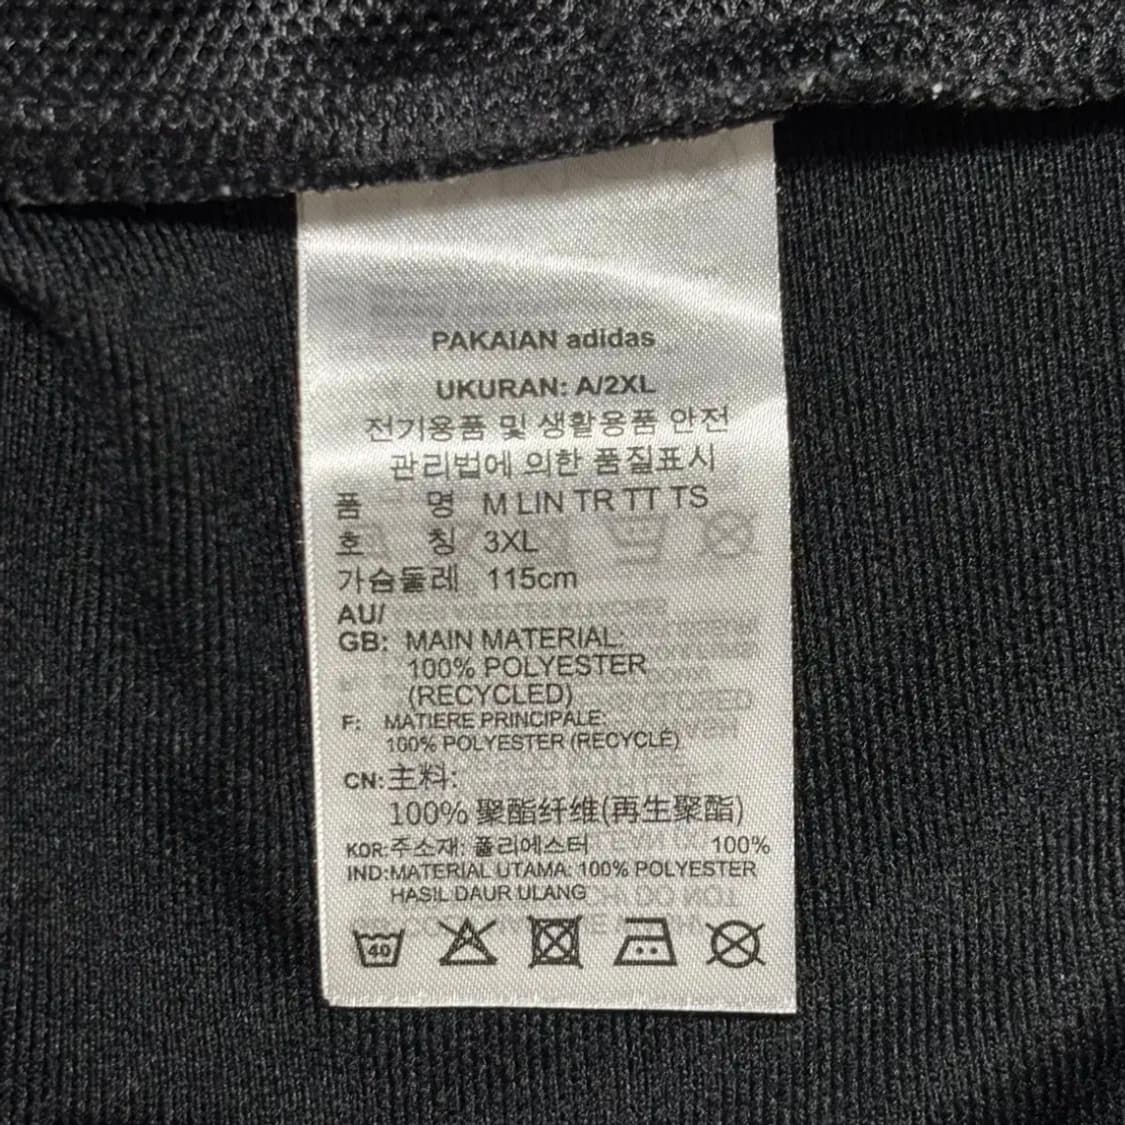 PAKAIAN adidas
UKURAN: A/2XL
전기용품 및 생활용품 안전
관리법에 의한 품질표시
품 명 M LIN TR TT TS
호 칭 3XL
가슴둘레 115cm
AU/
GB: MAIN MATERIAL:
100% POLYESTER
(RECYCLED)
F: MATIERE PRINCIPALE:
100% POLYESTER (RECYCLÉ)
CN: 主料:
100% 聚酯纤维(再生聚酯)
KOR: 주소재: 폴리에스터 100%
IND: MATERIAL UTAMA: 100% POLYESTER
HASIL DAUR ULANG
40